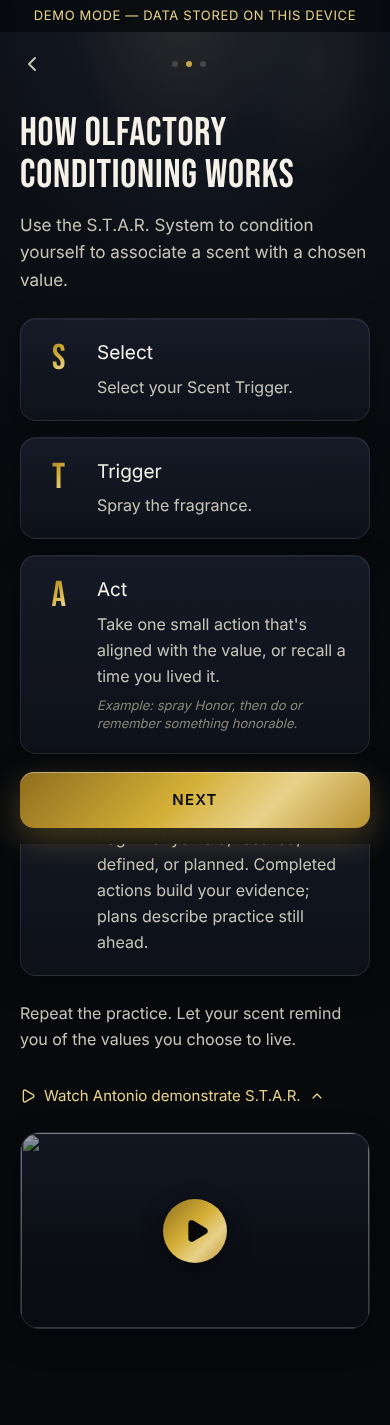 DEMO MODE — DATA STORED ON THIS DEVICE
HOW OLFACTORY
CONDITIONING WORKS
Use the S.T.A.R. System to condition
yourself to associate a scent with a chosen
value.
S
Select
Select your Scent Trigger.
T
Trigger
Spray the fragrance.
A
Act
Take one small action that's
aligned with the value, or recall a
time you lived it.
Example: spray Honor, then do or
remember something honorable.
NEXT
defined, or planned. Completed
actions build your evidence;
plans describe practice still
ahead.
Repeat the practice. Let your scent remind
you of the values you choose to live.
Watch Antonio demonstrate S.T.A.R.